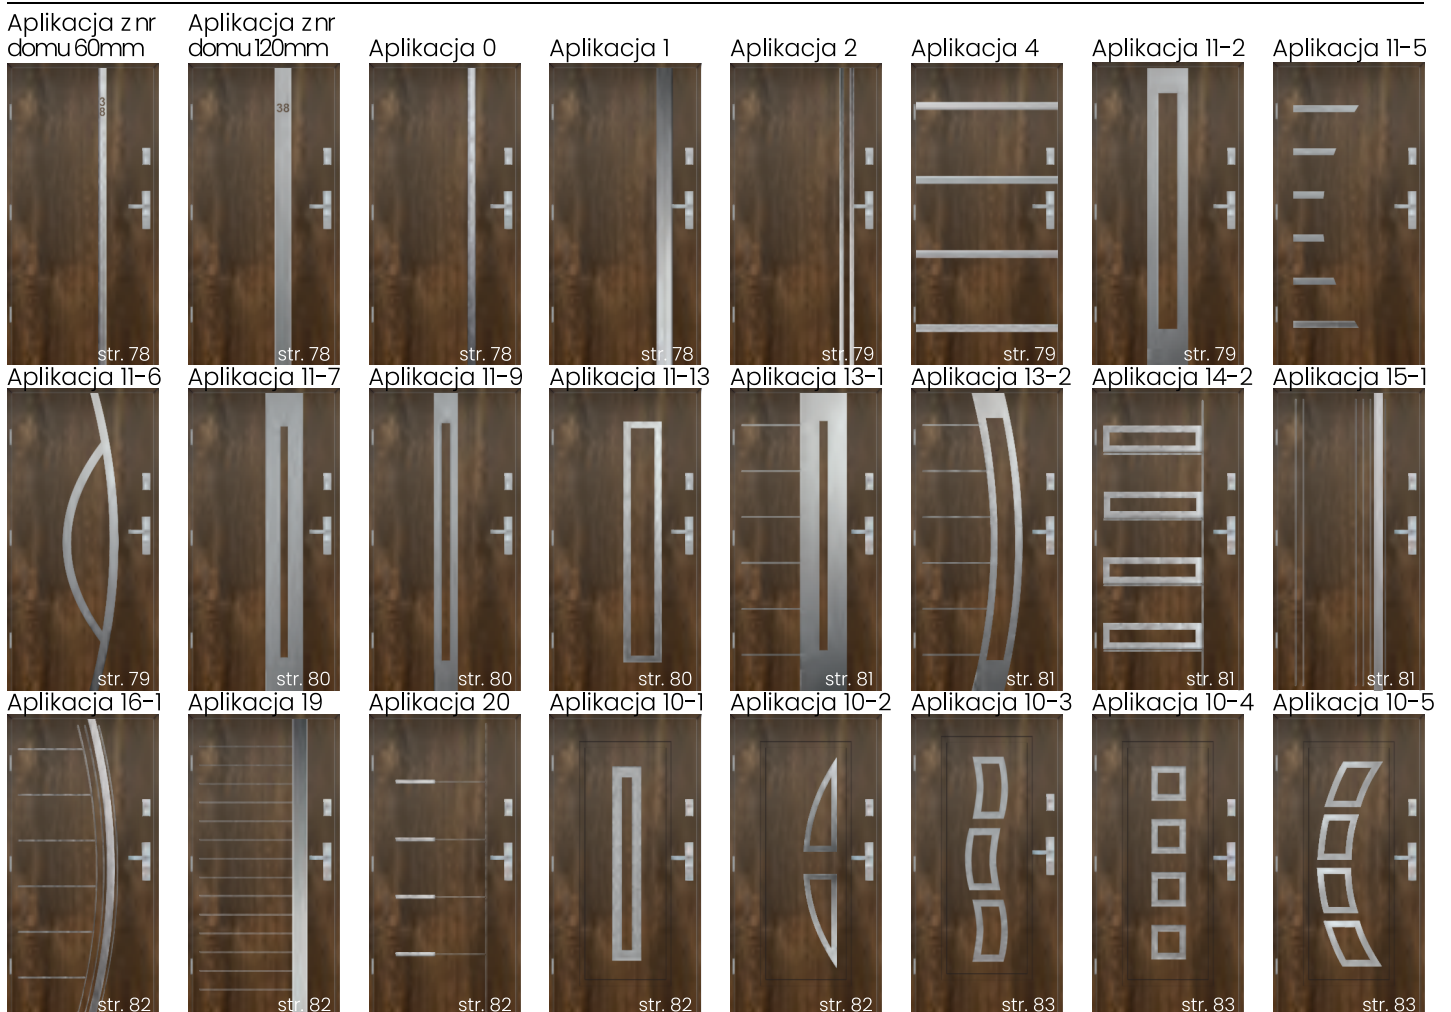 Aplikacja z nr
domu 60mm
Aplikacja z nr
domu 120mm
Aplikacja 0
Aplikacja 1
Aplikacja 2
Aplikacja 4
Aplikacja 11-2
Aplikacja 11-5
3
8
38
str. 78
str. 78
str. 78
str. 78
str. 79
str. 79
str. 79
Aplikacja 11-6
Aplikacja 11-7
Aplikacja 11-9
Aplikacja 11-13
Aplikacja 13-1
Aplikacja 13-2
Aplikacja 14-2
Aplikacja 15-1
str. 79
str. 80
str. 80
str. 80
str. 81
str. 81
str. 81
str. 81
Aplikacja 16-1
Aplikacja 19
Aplikacja 20
Aplikacja 10-1
Aplikacja 10-2
Aplikacja 10-3
Aplikacja 10-4
Aplikacja 10-5
str. 82
str. 82
str. 82
str. 82
str. 82
str. 83
str. 83
str. 83